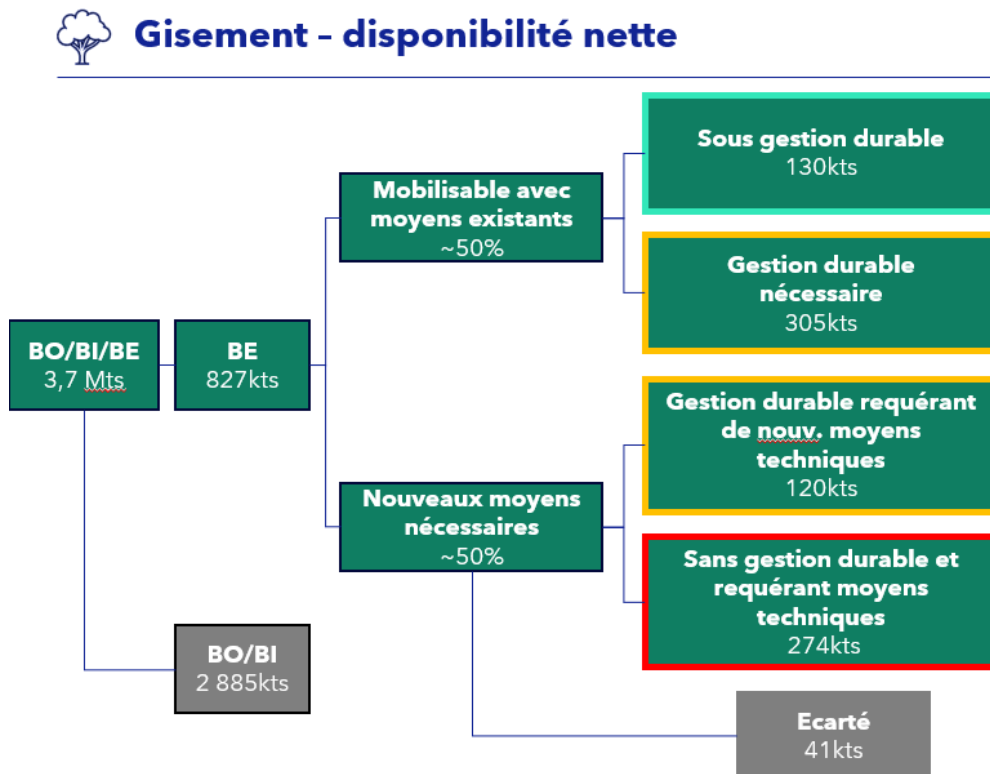 Gisement – disponibilité nette
Sous gestion durable
130kts
Mobilisable avec
moyens existants
~50%
Gestion durable
nécessaire
305kts
BO/BI/BE
3,7 Mts
BE
827kts
Gestion durable requérant
de nouv. moyens
techniques
120kts
Nouveaux moyens
nécessaires
~50%
Sans gestion durable et
requérant moyens
techniques
274kts
BO/BI
2 885kts
Ecarté
41kts